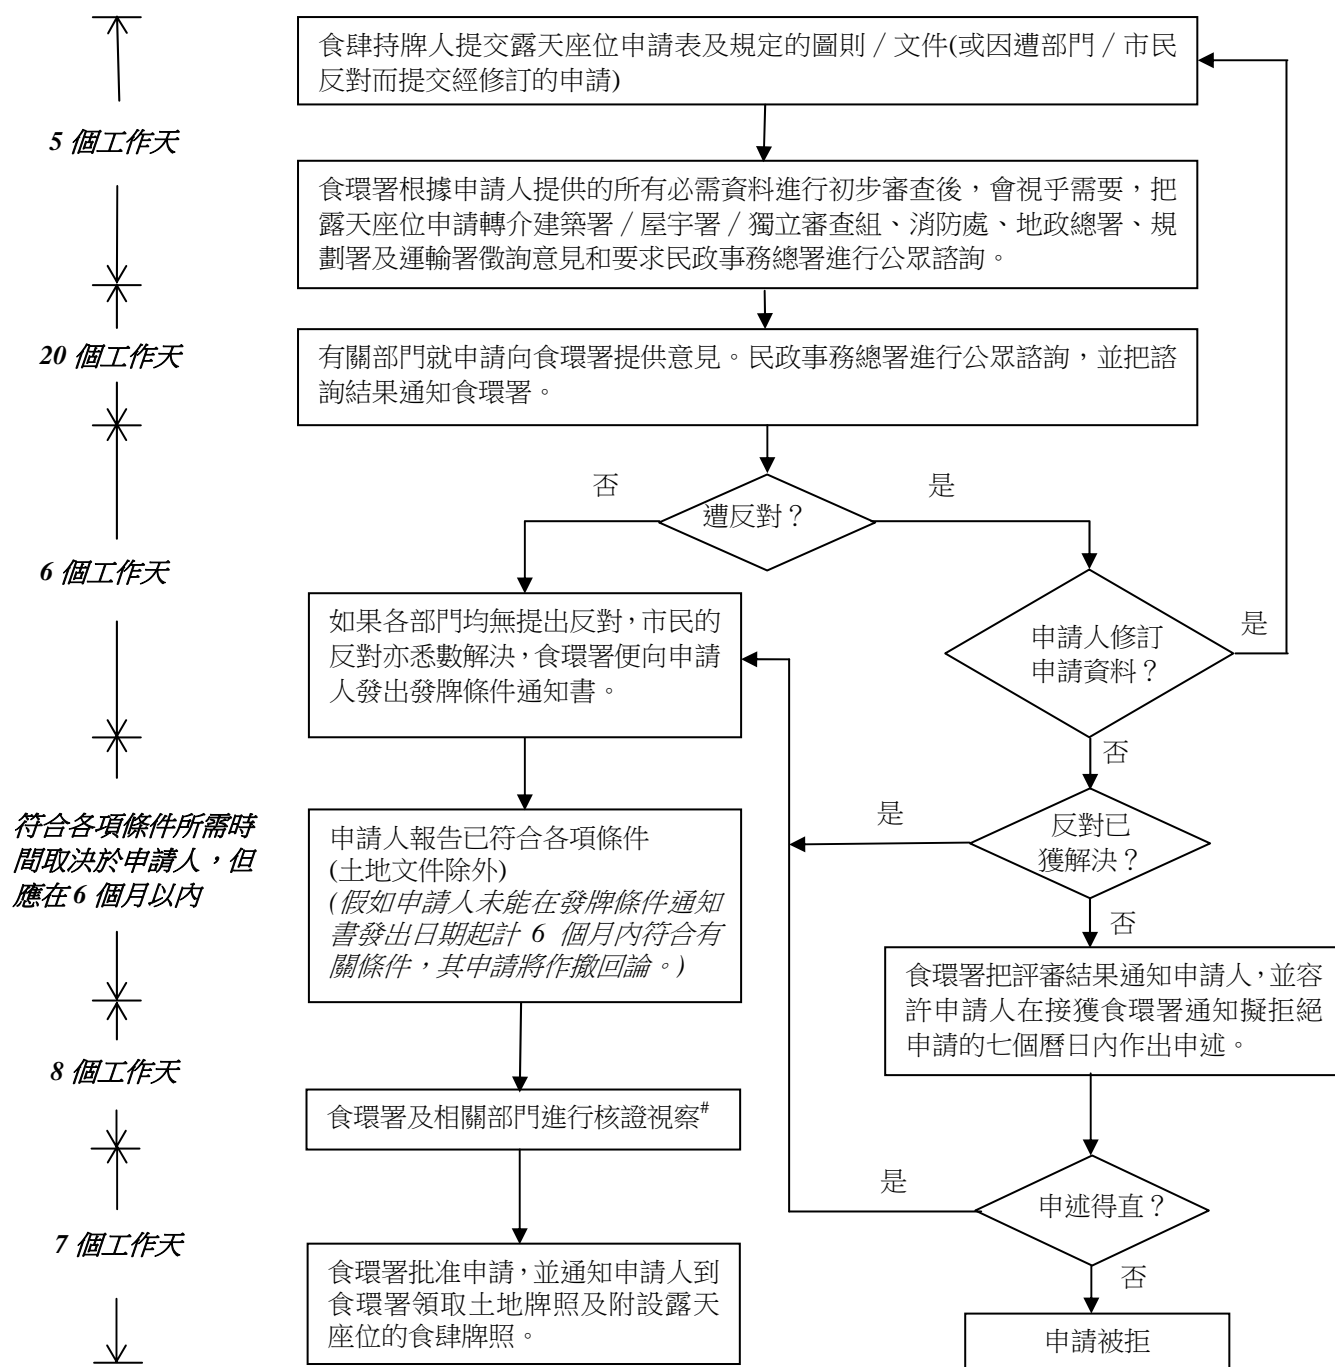 食肆持牌人提交露天座位申請表及規定的圖則／文件(或因遭部門／市民
反對而提交經修訂的申請)
5 個工作天
食環署根據申請人提供的所有必需資料進行初步審查後，會視乎需要，把
露天座位申請轉介建築署／屋宇署／獨立審查組、消防處、地政總署、規
劃署及運輸署徵詢意見和要求民政事務總署進行公眾諮詢。
20 個工作天
有關部門就申請向食環署提供意見。民政事務總署進行公眾諮詢，並把諮
詢結果通知食環署。
否
是
遭反對？
6 個工作天
如果各部門均無提出反對，市民的
反對亦悉數解決，食環署便向申請
人發出發牌條件通知書。
申請人修訂
申請資料？
是
否
符合各項條件所需時
間取決於申請人，但
應在 6 個月以內
申請人報告已符合各項條件
(土地文件除外)
(假如申請人未能在發牌條件通知
書發出日期起計 6 個月內符合有
關條件，其申請將作撤回論。)
是
反對已
獲解決？
否
食環署把評審結果通知申請人，並容
許申請人在接獲食環署通知擬拒絕
申請的七個曆日內作出申述。
8 個工作天
食環署及相關部門進行核證視察#
是
申述得直？
否
7 個工作天
食環署批准申請，並通知申請人到
食環署領取土地牌照及附設露天
座位的食肆牌照。
申請被拒